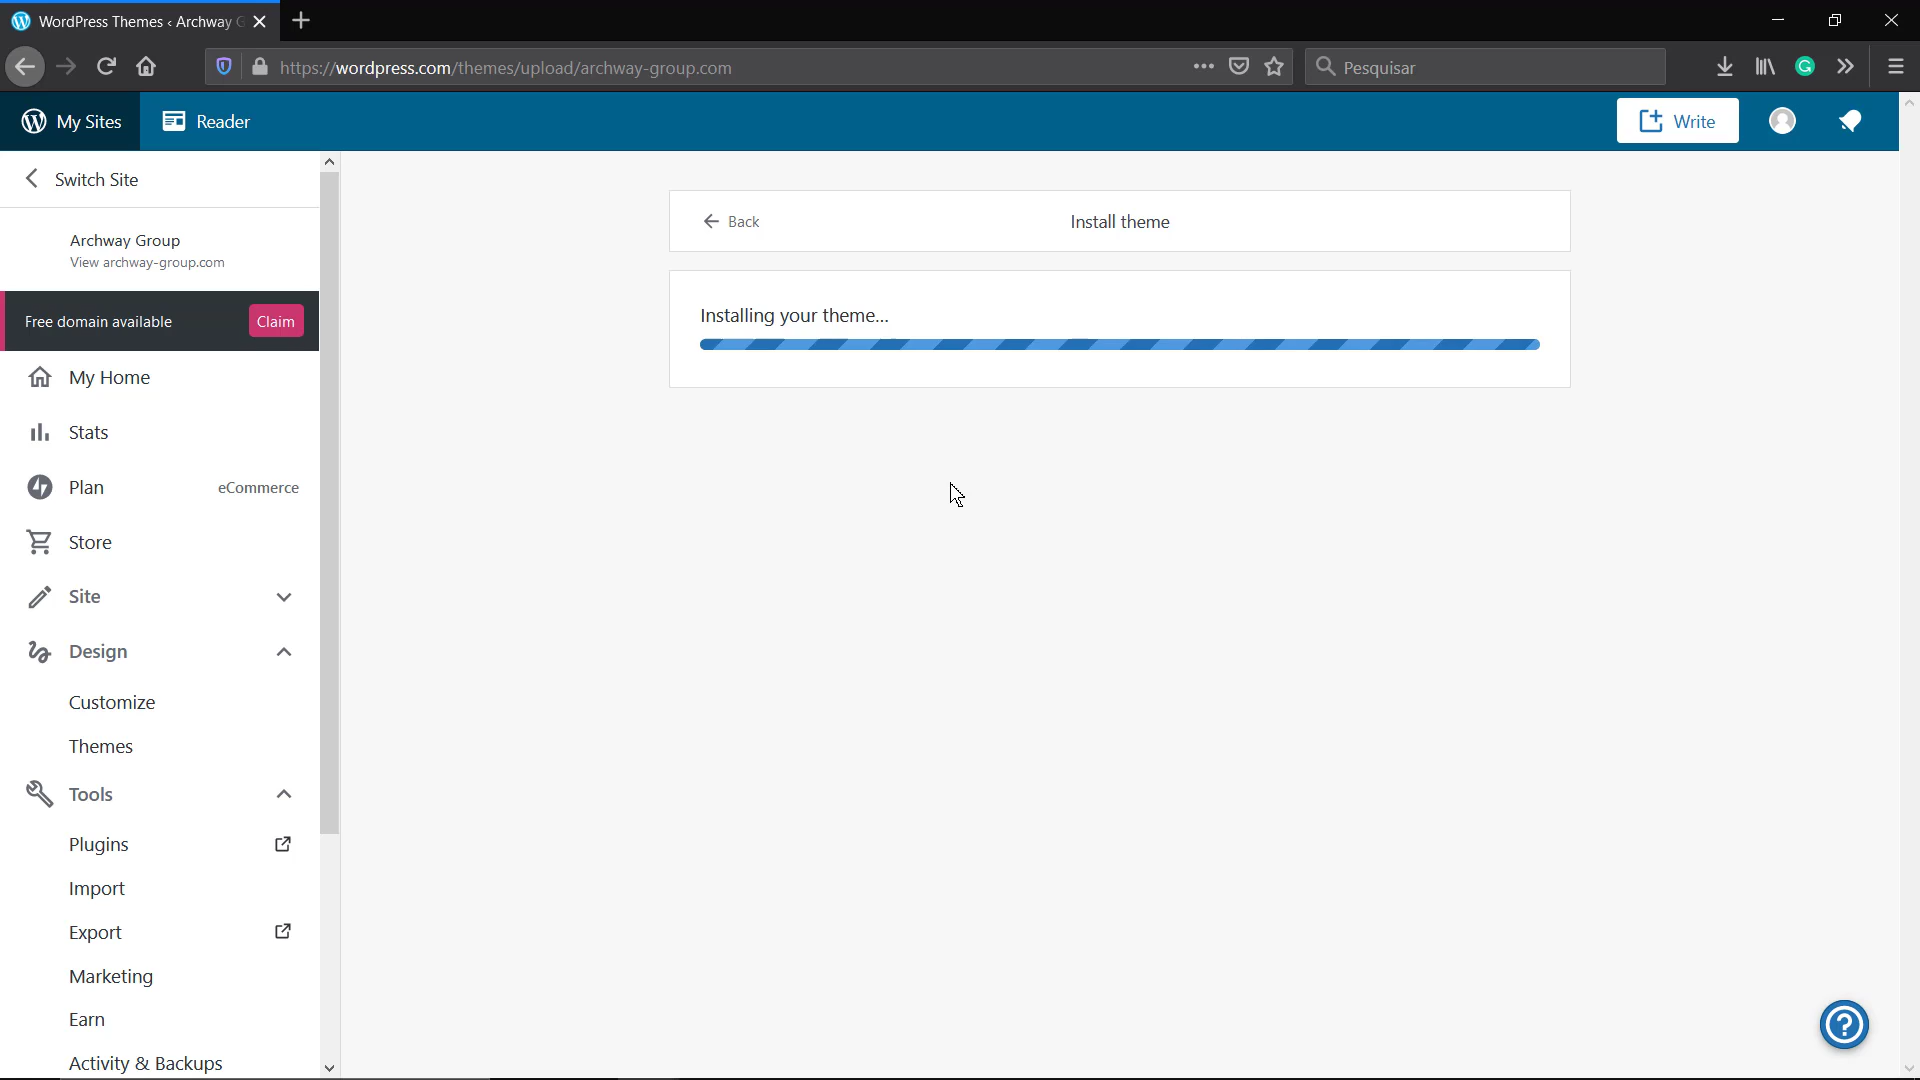 WordPress Themes ‹ Archway G
https://wordpress.com/themes/upload/archway-group.com
Pesquisar
My Sites
Reader
Write
Switch Site
Archway Group
View archway-group.com
Free domain available
Claim
My Home
Stats
Plan
eCommerce
Store
Site
Design
Customize
Themes
Tools
Plugins
Import
Export
Marketing
Earn
Activity & Backups
Back
Install theme
Installing your theme...